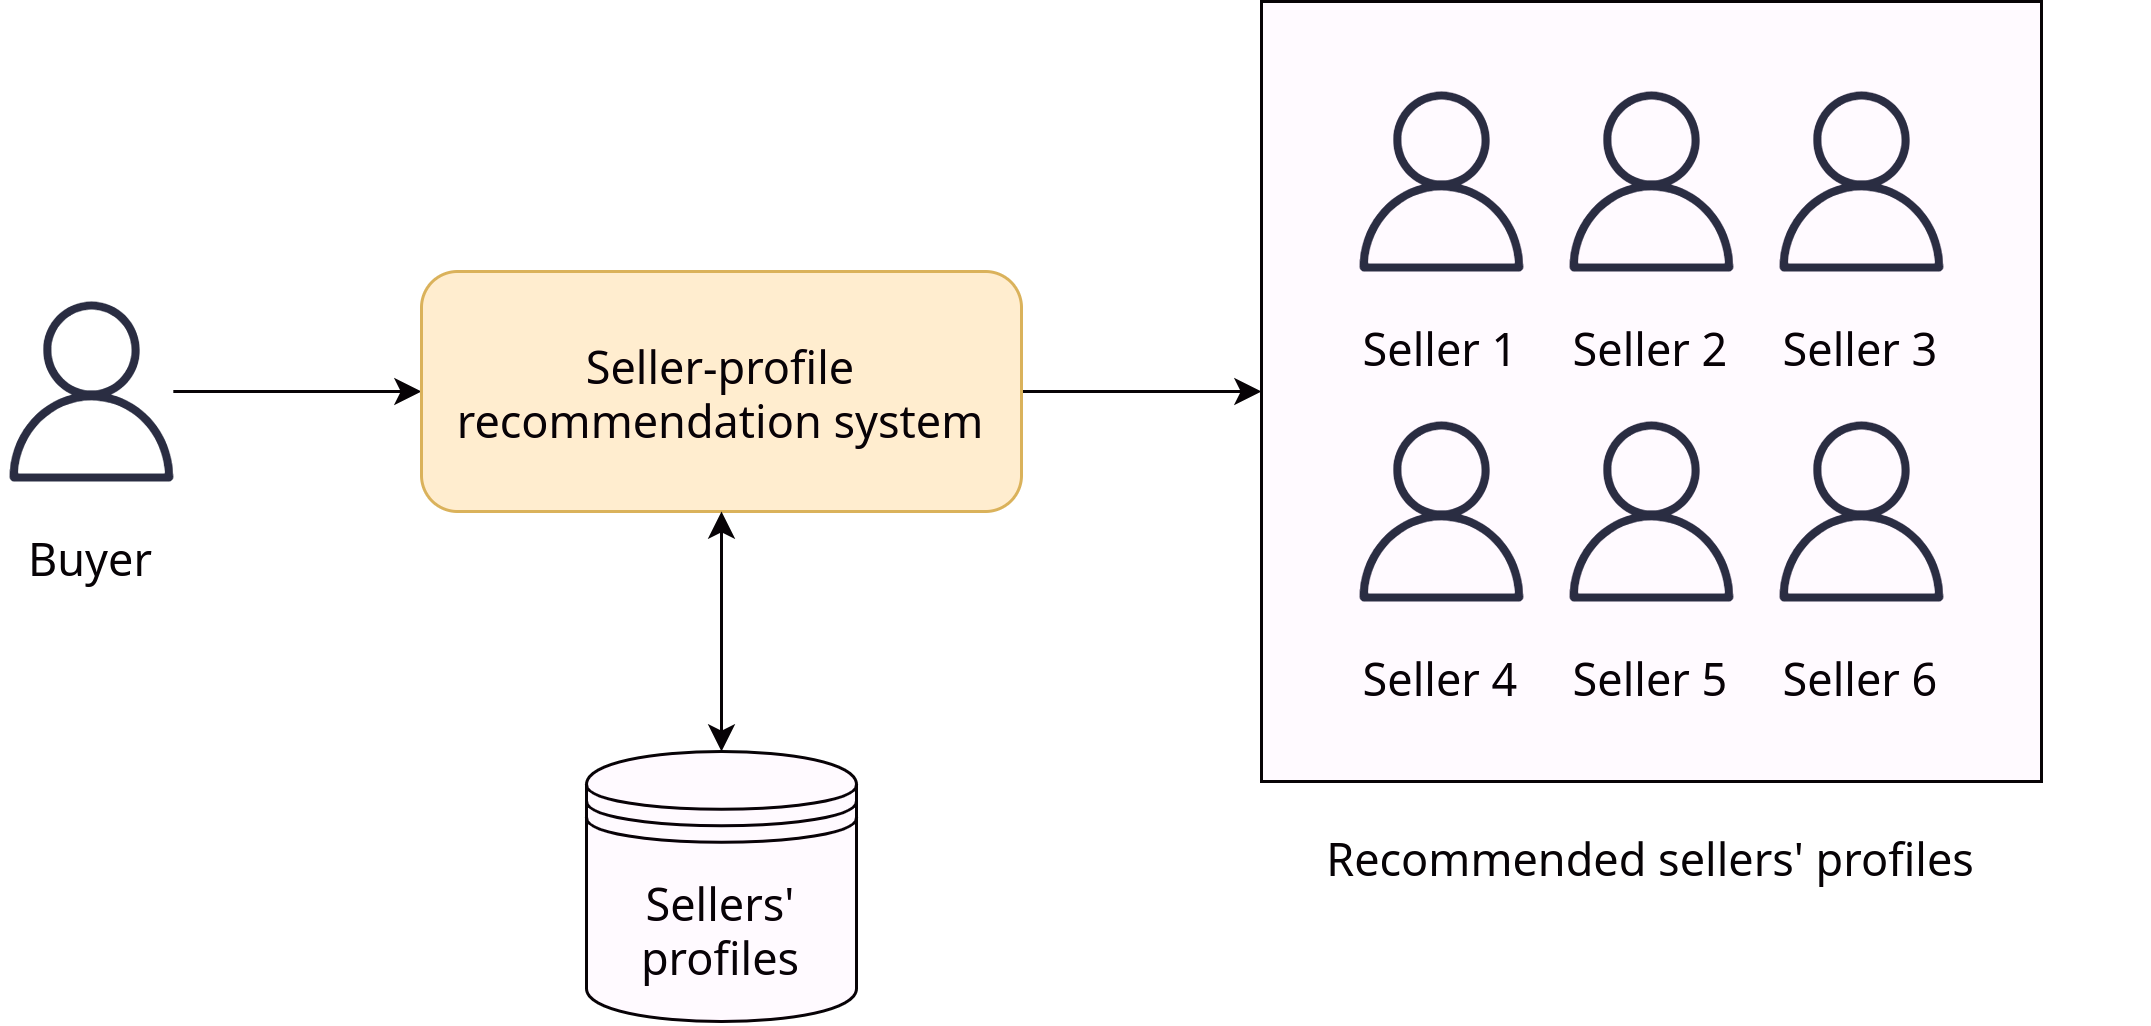 Buyer
Seller-profile
recommendation system
Sellers'
profiles
Seller 1 Seller 2 Seller 3
Seller 4 Seller 5 Seller 6
Recommended sellers' profiles